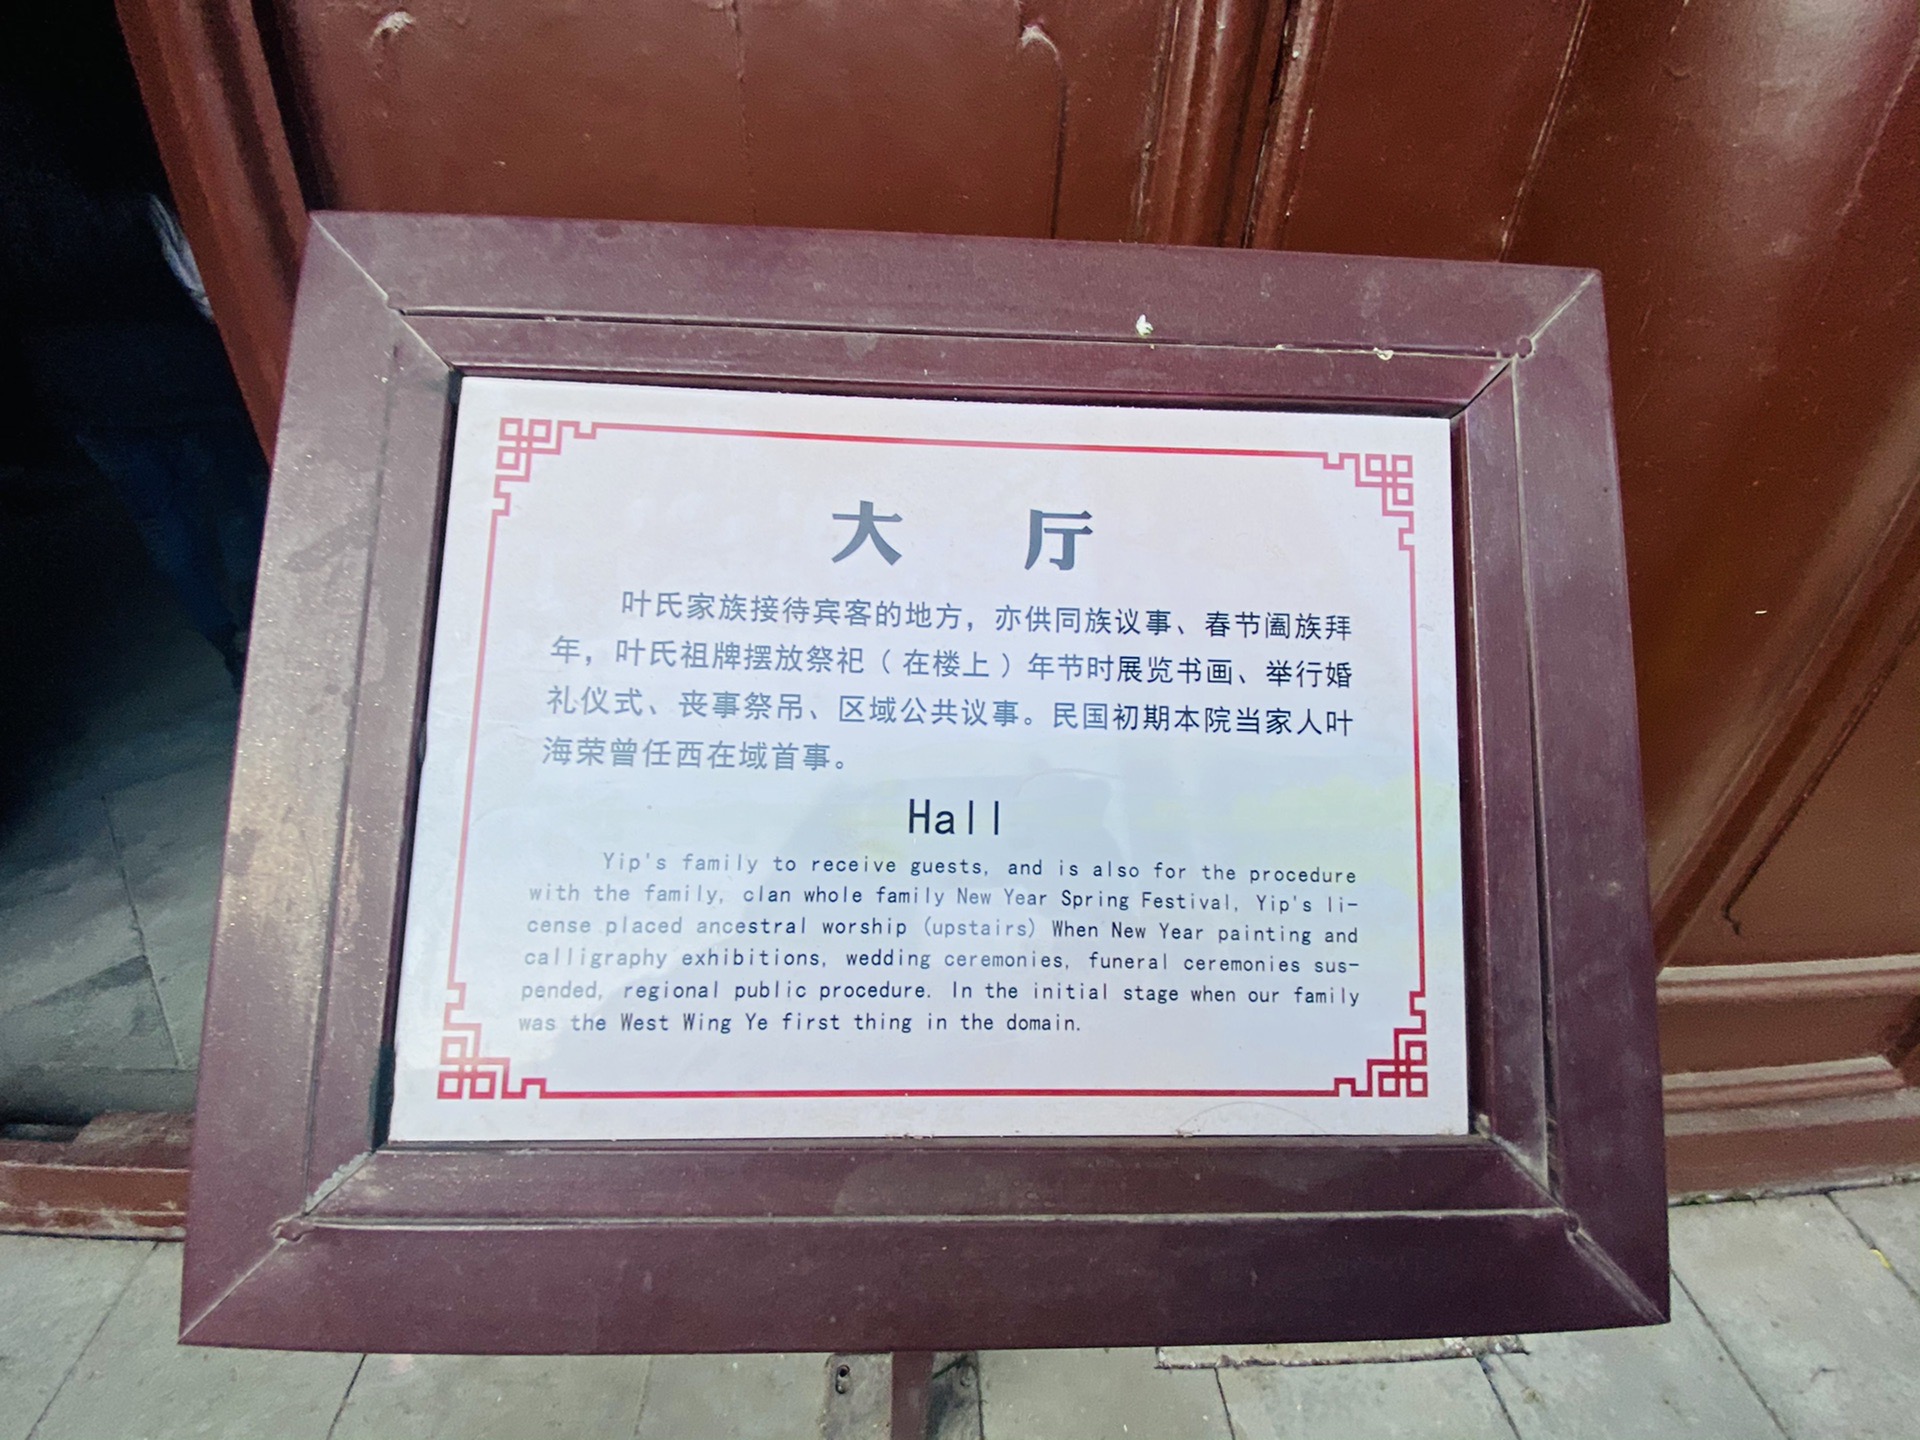 大 厅
叶氏家族接待宾客的地方，亦供同族议事、春节阖族拜
年，叶氏祖牌摆放祭祀（在楼上）年节时展览书画、举行婚
礼仪式、丧事祭吊、区域公共议事。民国初期本院当家人叶
海荣曾任西在域首事。
Hall
Yip's family to receive guests, and is also for the procedure
with the family, clan whole family New Year Spring Festival, Yip's li-
cense placed ancestral worship (upstairs) When New Year painting and
calligraphy exhibitions, wedding ceremonies, funeral ceremonies sus-
pended, regional public procedure. In the initial stage when our family
was the West Wing Ye first thing in the domain.